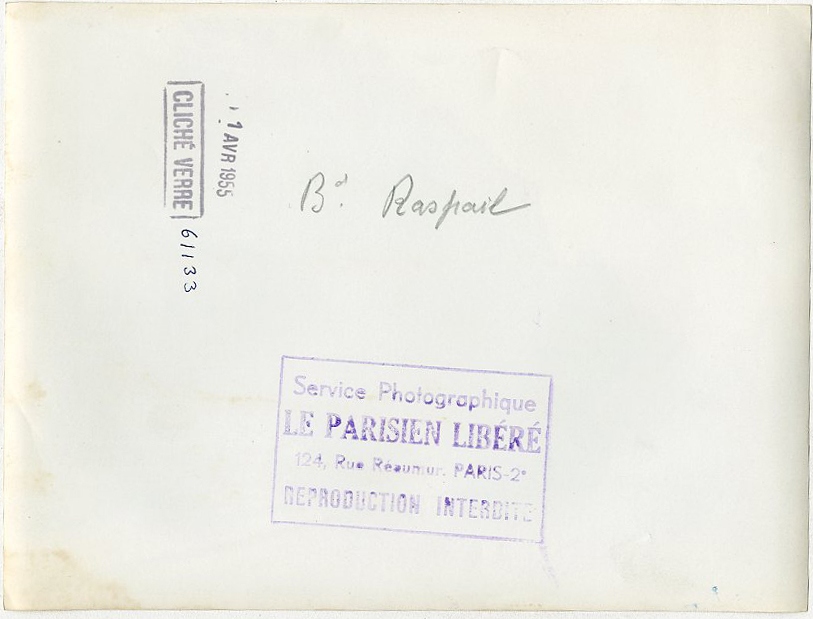 1 AVR 1955
CLICHÉ VERRE
61133
Bd. Raspail
Service Photographique
LE PARISIEN LIBÉRÉ
124, Rue Réaumur. PARIS-2e
REPRODUCTION INTERDITE